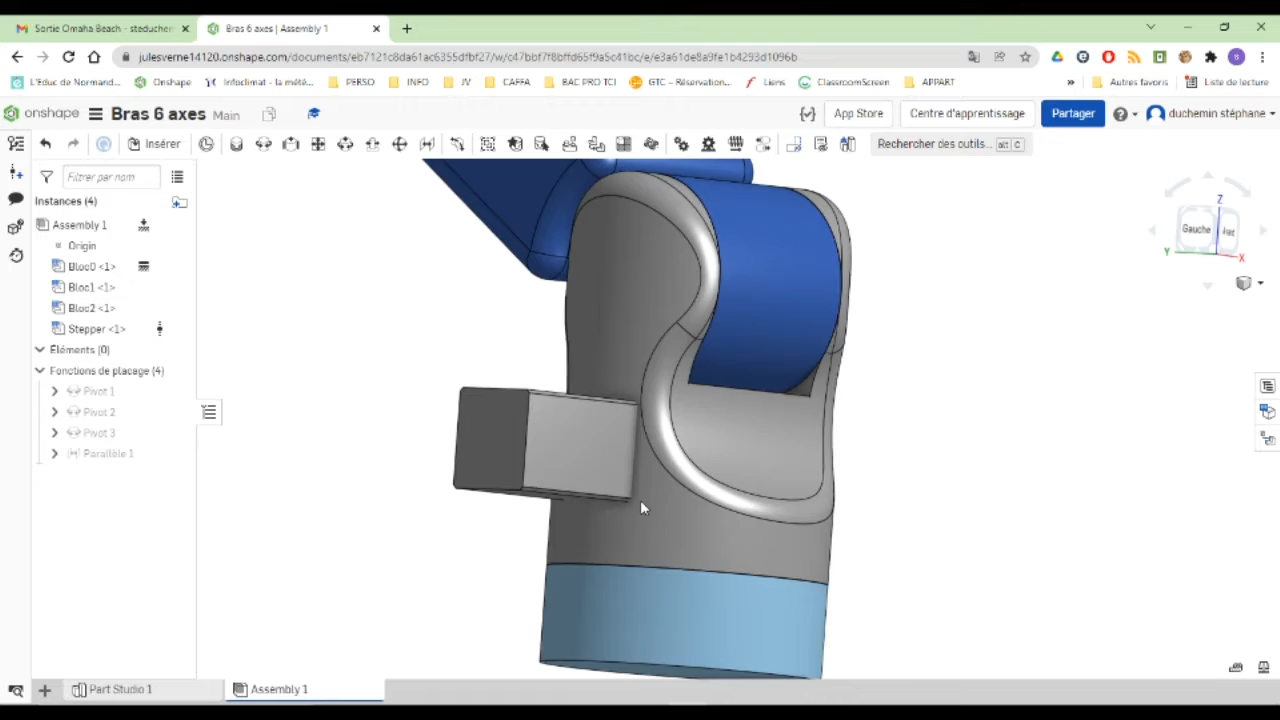 Sortie Omaha Beach - steducher
Bras 6 axes | Assembly 1
julesverne14120.onshape.com/documents/eb7121c8da61ac6355dfbf27/w/c47bbf7f8bffd65f9a5c41bc/e/e3a61de8a9fe1b4293d1096b
L'Éduc de Normand...
Onshape
Infoclimat - la mété...
PERSO
INFO
JV
CAFFA
BAC PRO TCI
GTC – Réservation...
Liens
ClassroomScreen
APPART
»
Autres favoris
Liste de lecture
onshape
Bras 6 axes
Main
App Store
Centre d'apprentissage
Partager
duchemin stéphane
Insérer
Rechercher des outils...
alt C
Filtrer par nom
Instances (4)
Assembly 1
Origin
Bloc0 <1>
Bloc1 <1>
Bloc2 <1>
Stepper <1>
Éléments (0)
Fonctions de placage (4)
Pivot 1
Pivot 2
Pivot 3
Parallèle 1
Z
Gauche
Y
X
Part Studio 1
Assembly 1